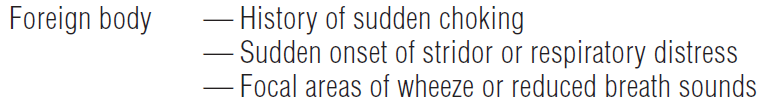 Foreign body — History of sudden choking
— Sudden onset of stridor or respiratory distress
— Focal areas of wheeze or reduced breath sounds